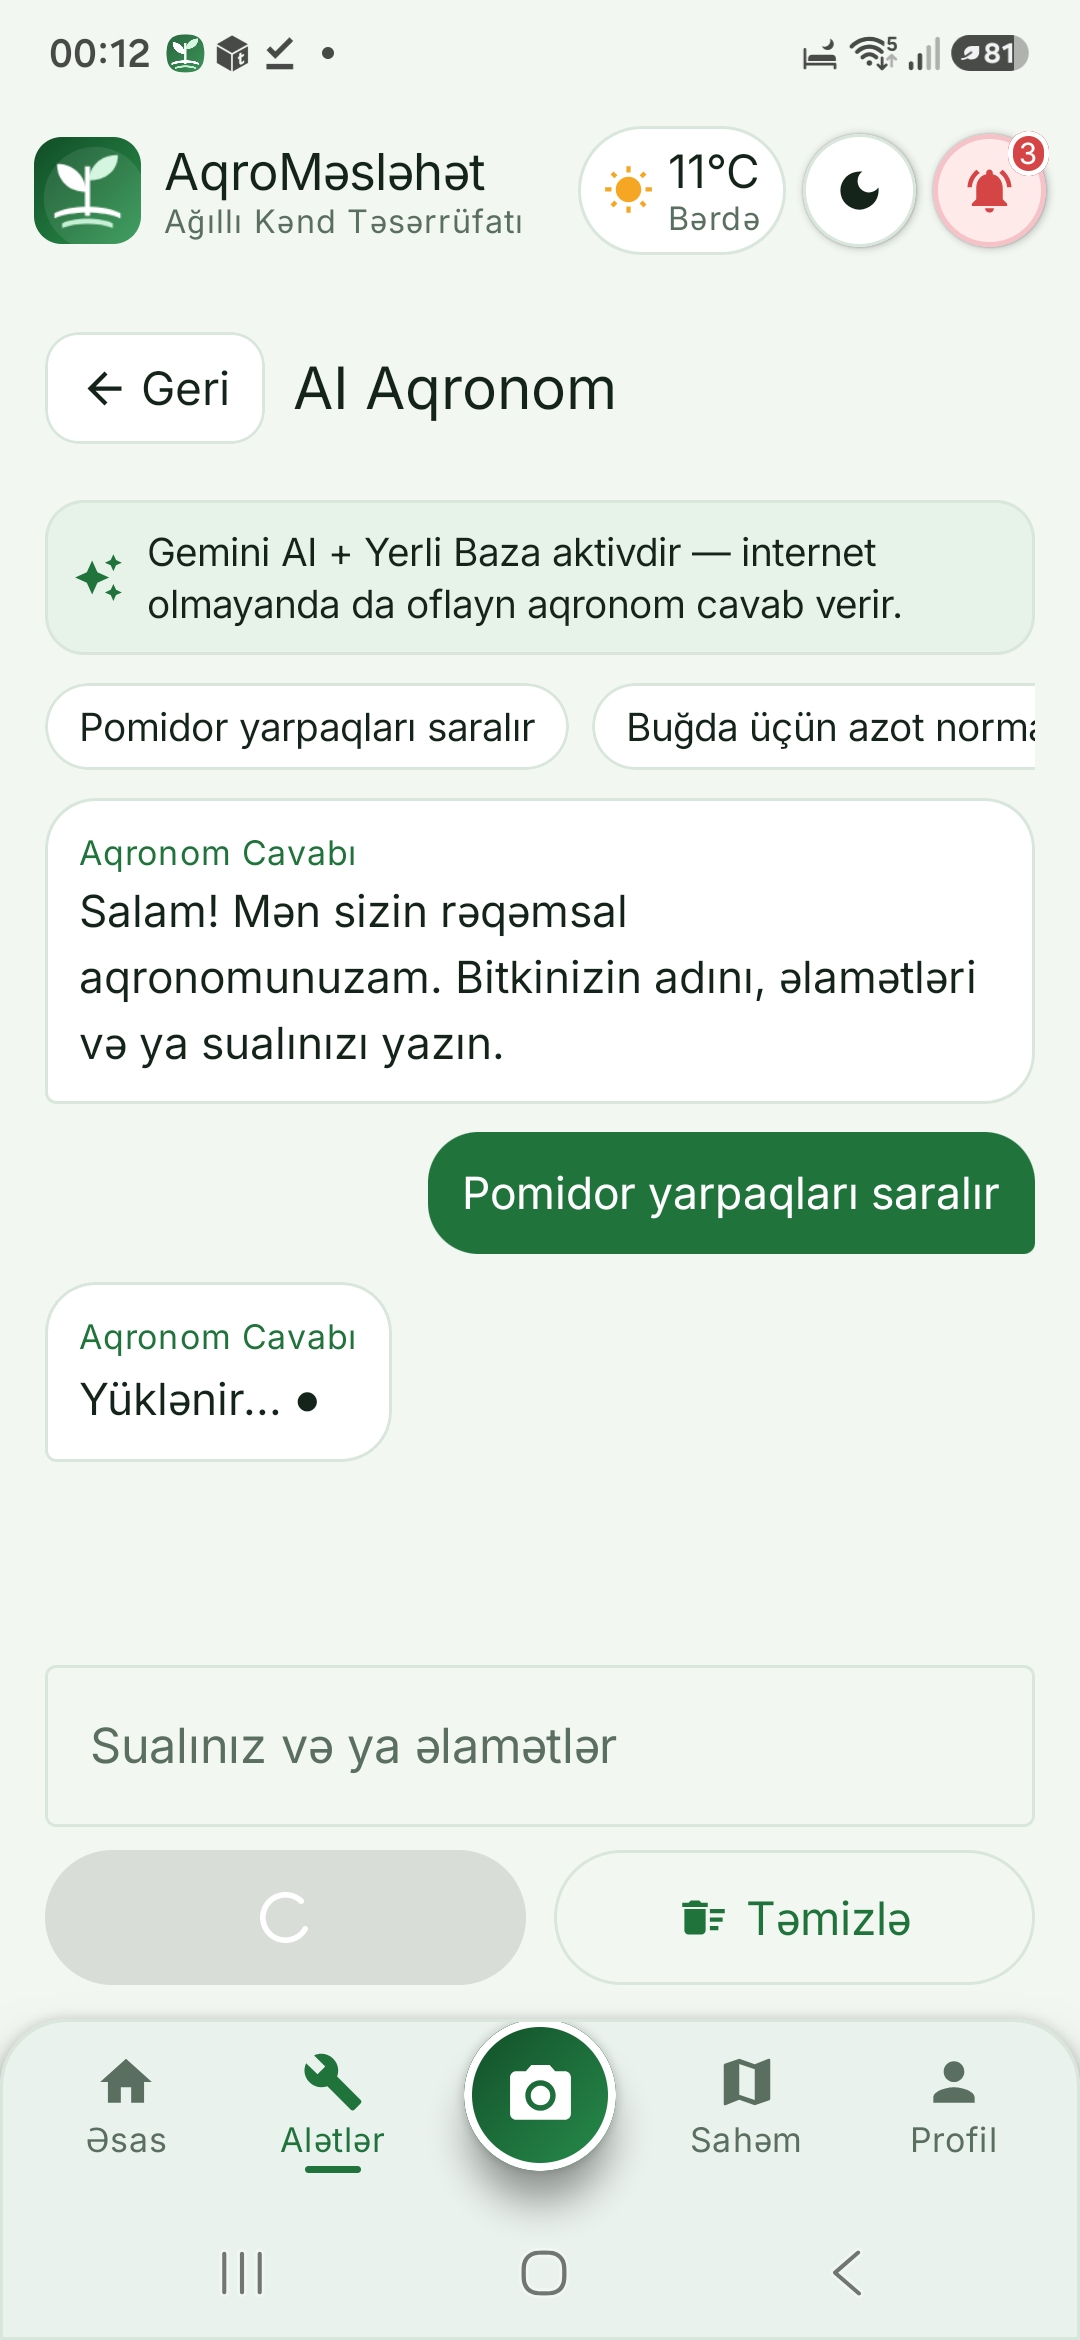 00:12
5
81
AqroMəsləhət
Ağıllı Kənd Təsərrüfatı
11°C
Bərdə
3
← Geri
AI Aqronom
Gemini AI + Yerli Baza aktivdir — internet
olmayanda da oflayn aqronom cavab verir.
Pomidor yarpaqları saralır
Buğda üçün azot norma
Aqronom Cavabı
Salam! Mən sizin rəqəmsal
aqronomunuzam. Bitkinizin adını, əlamətləri
və ya sualınızı yazın.
Pomidor yarpaqları saralır
Aqronom Cavabı
Yüklənir... ●
Sualınız və ya əlamətlər
Təmizlə
Əsas
Alətlər
Sahəm
Profil